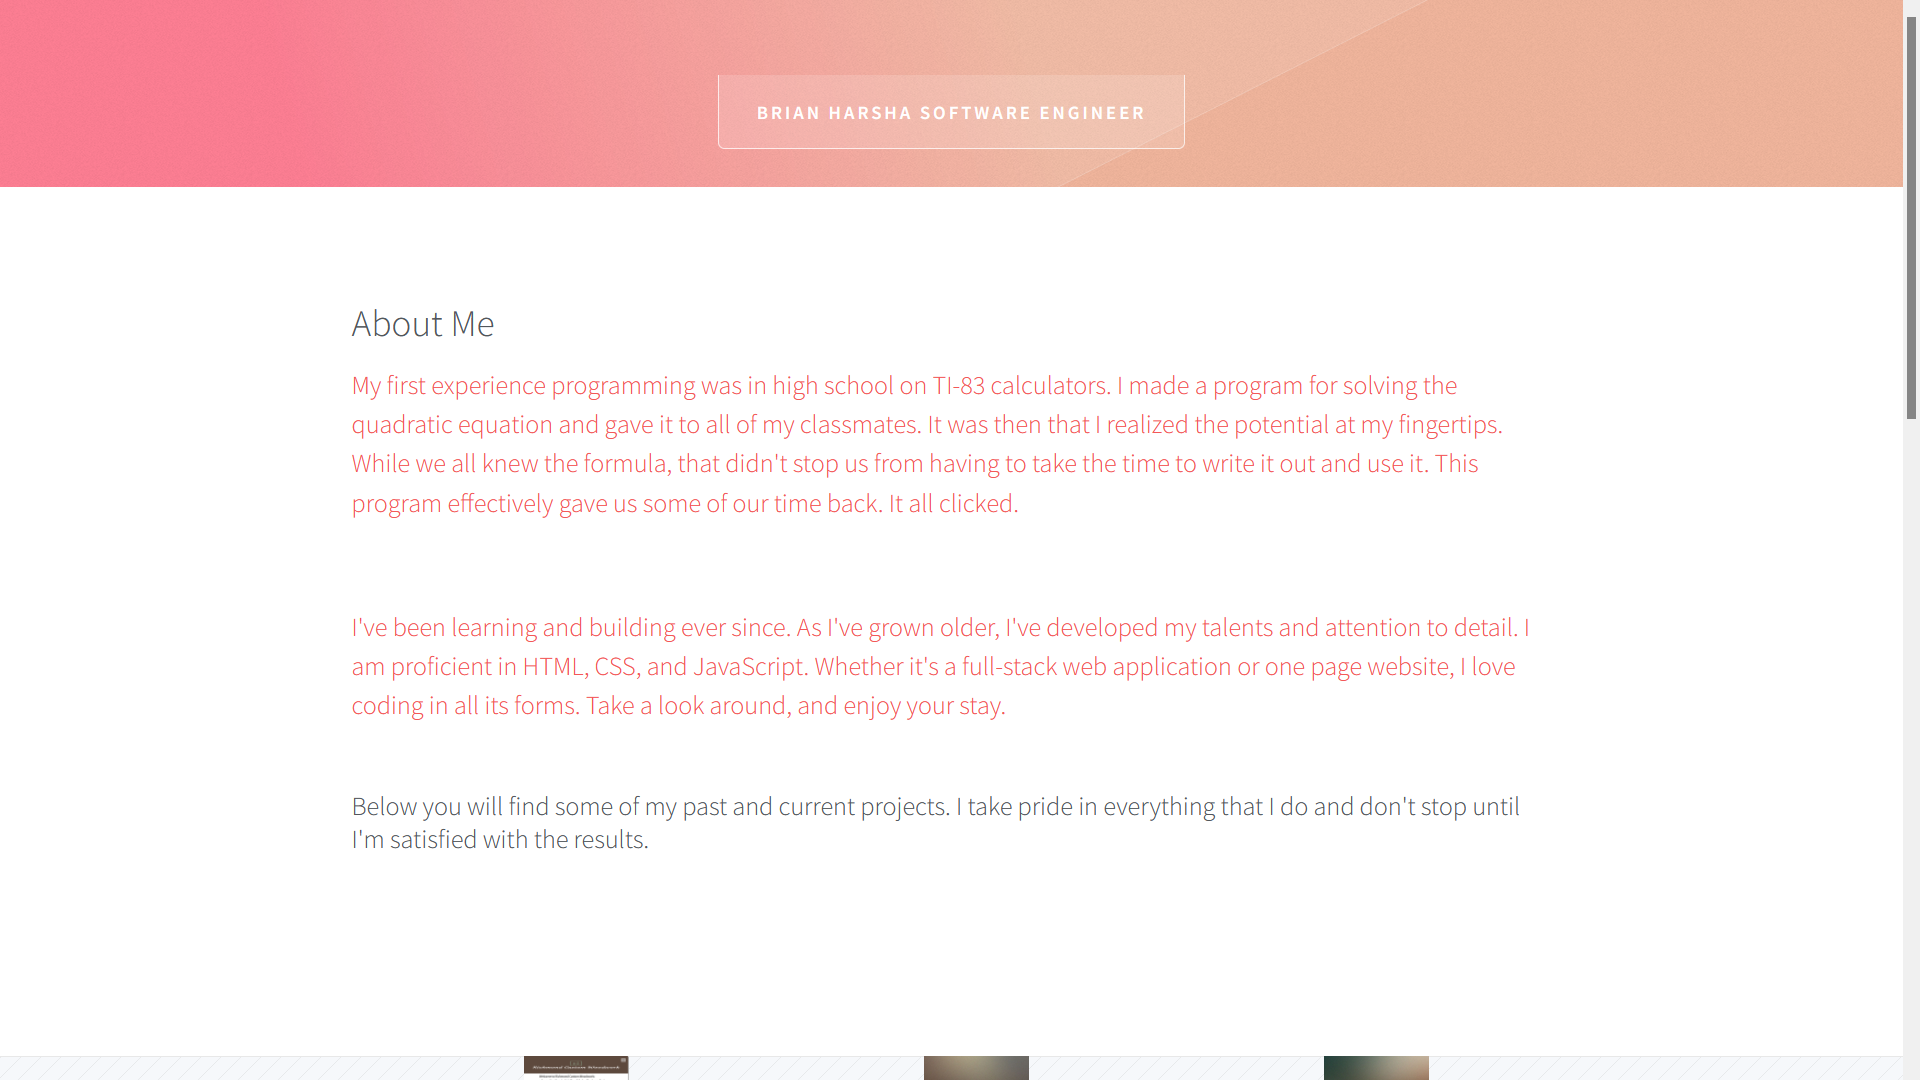 BRIAN HARSHA SOFTWARE ENGINEER
About Me
My first experience programming was in high school on TI-83 calculators. I made a program for solving the
quadratic equation and gave it to all of my classmates. It was then that I realized the potential at my fingertips.
While we all knew the formula, that didn't stop us from having to take the time to write it out and use it. This
program effectively gave us some of our time back. It all clicked.
I've been learning and building ever since. As I've grown older, I've developed my talents and attention to detail. I
am proficient in HTML, CSS, and JavaScript. Whether it's a full-stack web application or one page website, I love
coding in all its forms. Take a look around, and enjoy your stay.
Below you will find some of my past and current projects. I take pride in everything that I do and don't stop until
I'm satisfied with the results.